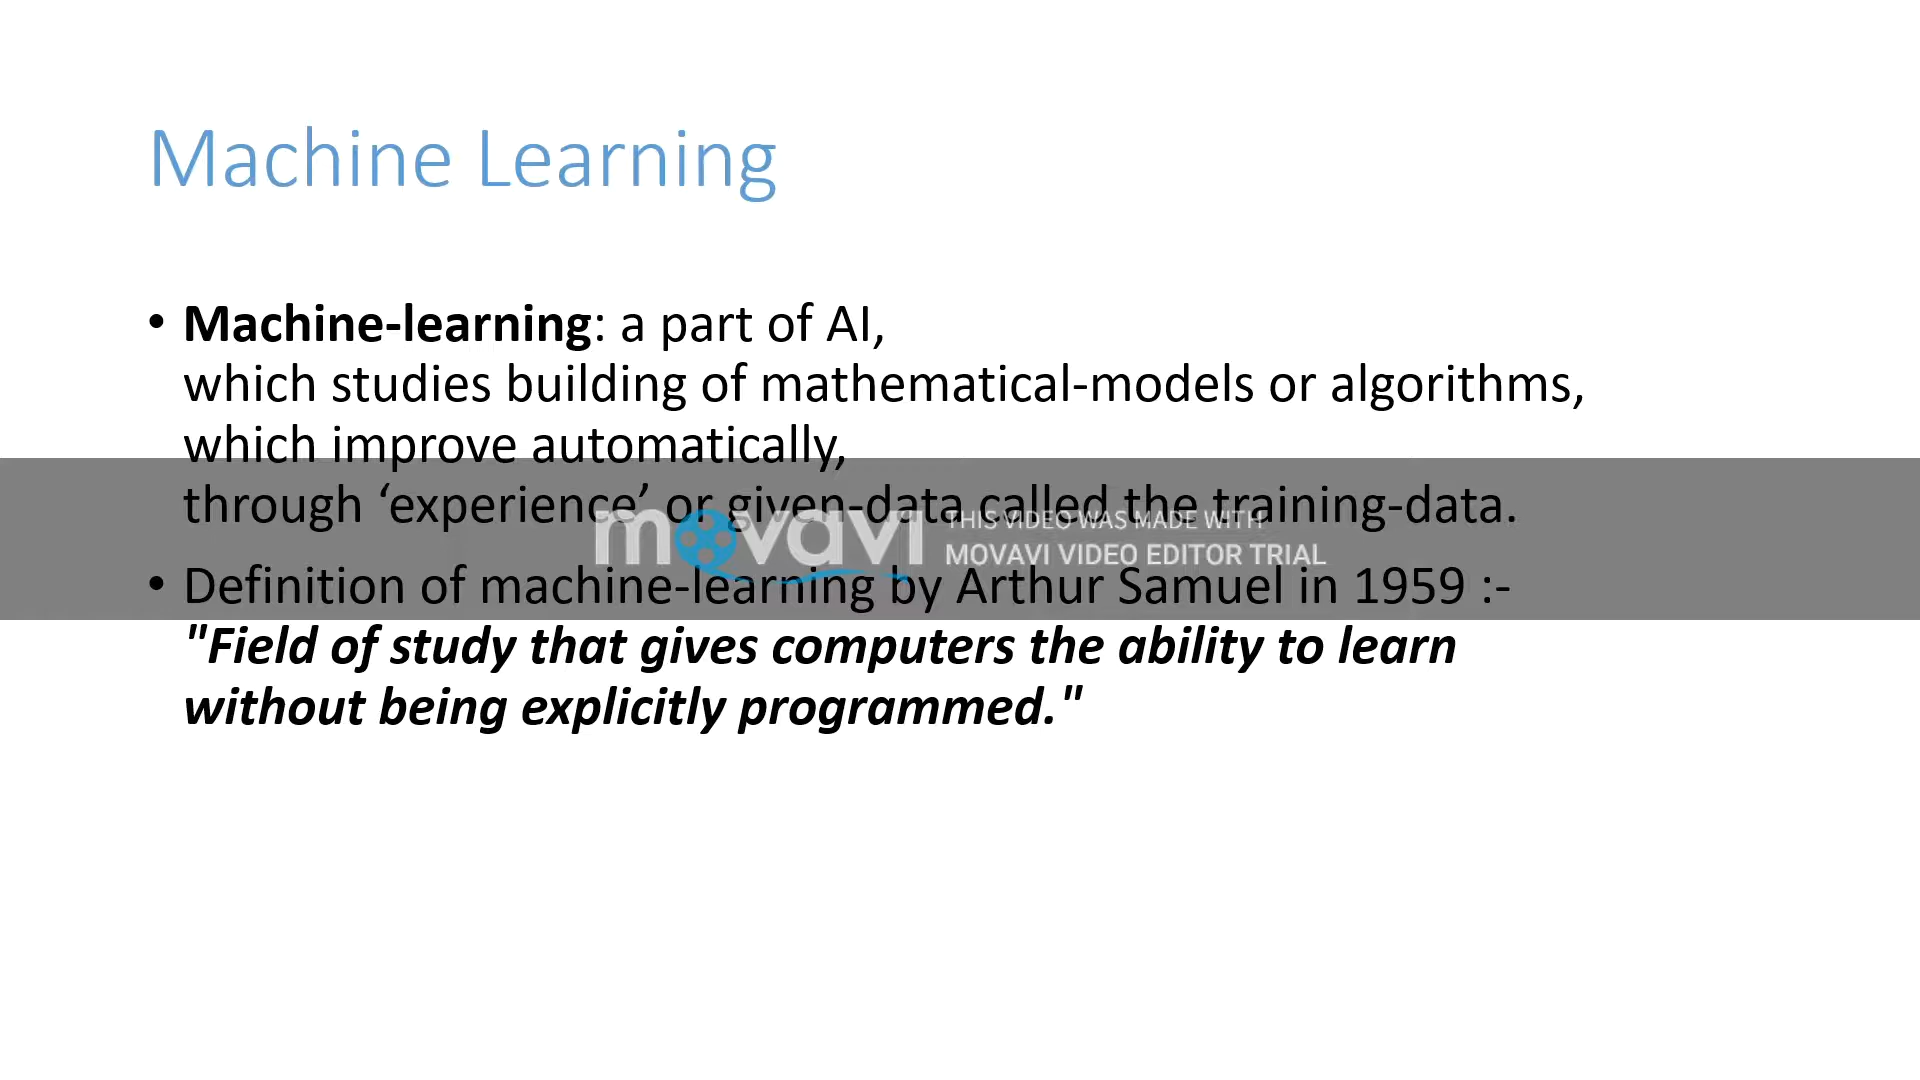 Machine Learning
• Machine-learning: a part of AI,
which studies building of mathematical-models or algorithms,
which improve automatically,
through ‘experience’ or given-data called the training-data.
movavi
THIS VIDEO WAS MADE WITH
MOVAVI VIDEO EDITOR TRIAL
• Definition of machine-learning by Arthur Samuel in 1959 :-
"Field of study that gives computers the ability to learn
without being explicitly programmed."